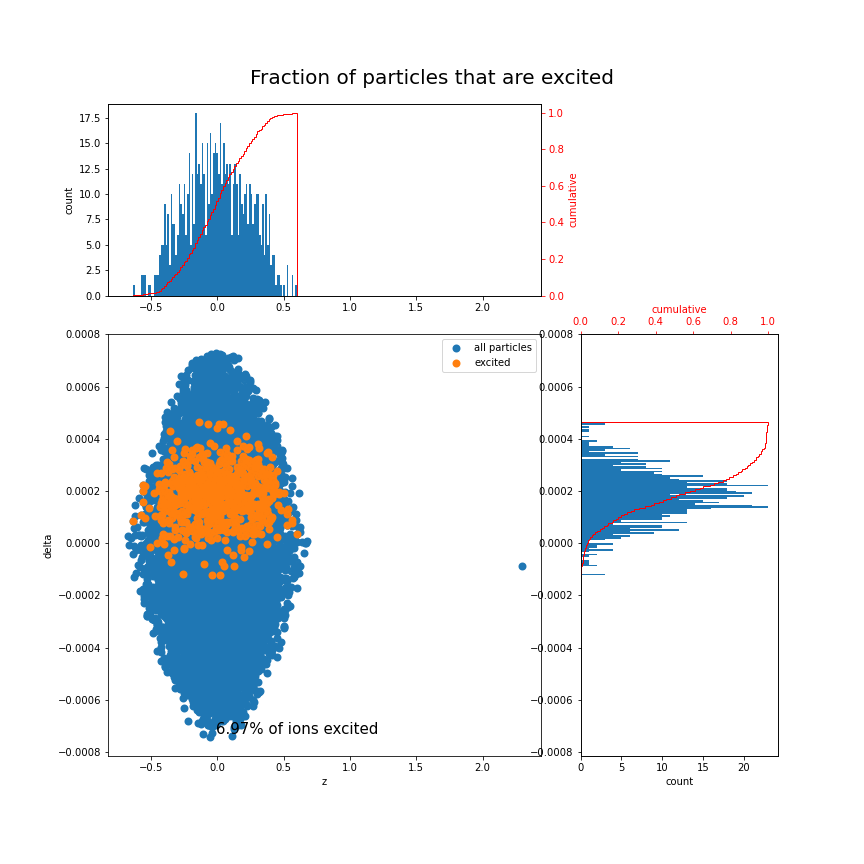 Fraction of particles that are excited
17.5
15.0
12.5
10.0
7.5
5.0
2.5
0.0
count
−0.5 0.0 0.5 1.0 1.5 2.0
1.0
0.8
0.6
0.4
0.2
0.0
cumulative
cumulative
0.0 0.2 0.4 0.6 0.8 1.0
0.0008
0.0006
0.0004
0.0002
0.0000
−0.0002
−0.0004
−0.0006
−0.0008
delta
all particles
excited
6.97% of ions excited
−0.5 0.0 0.5 1.0 1.5 2.0
z
0.0008
0.0006
0.0004
0.0002
0.0000
−0.0002
−0.0004
−0.0006
−0.0008
0 5 10 15 20
count